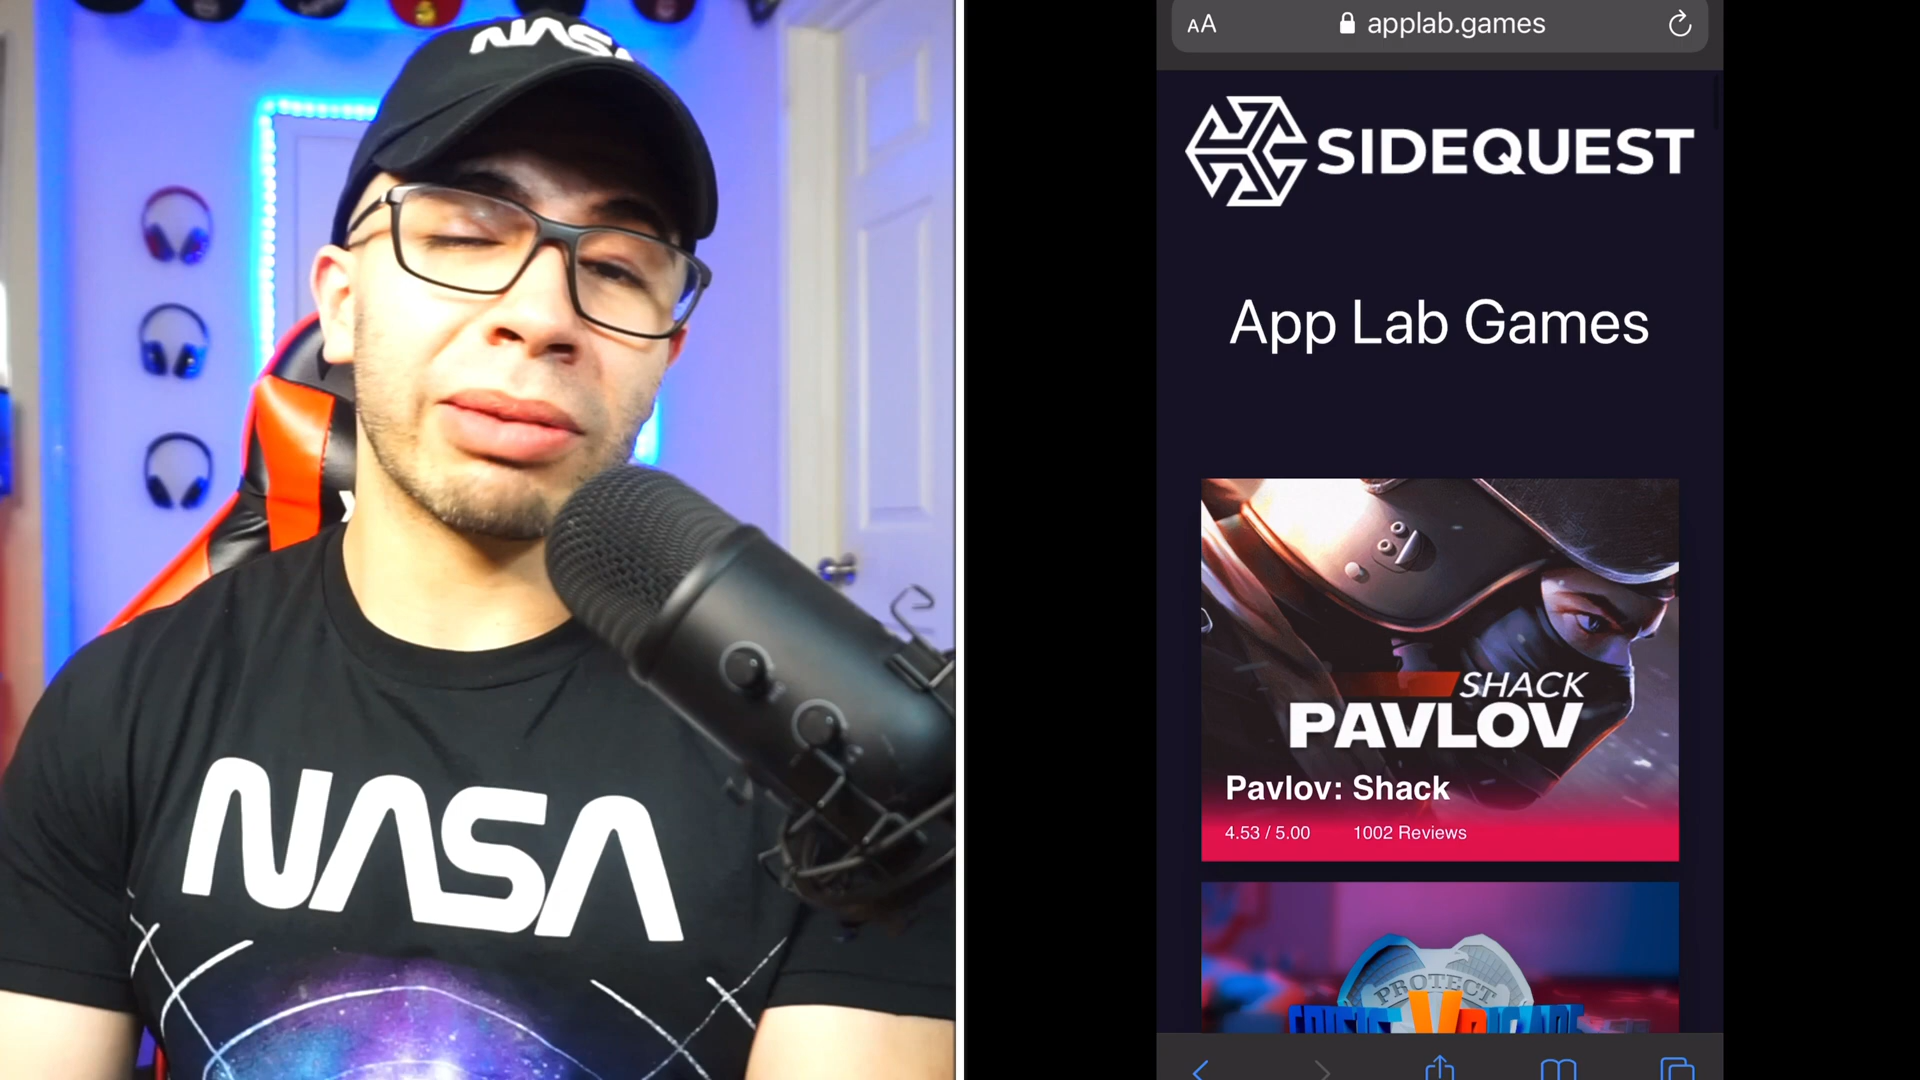 NASA
NASA
AA
applab.games
SIDEQUEST
App Lab Games
SHACK
PAVLOV
Pavlov: Shack
4.53 / 5.00 1002 Reviews
PROTECT